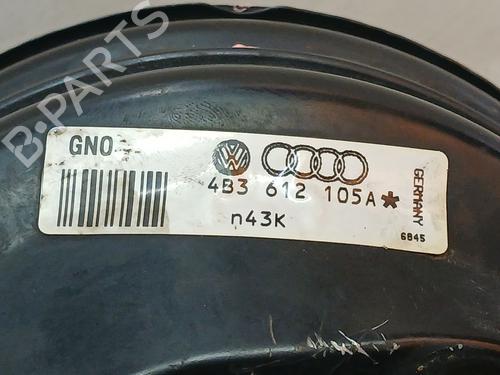 B-PARTS
GNO
4B3 612 105A*
n43K
GERMANY
6845